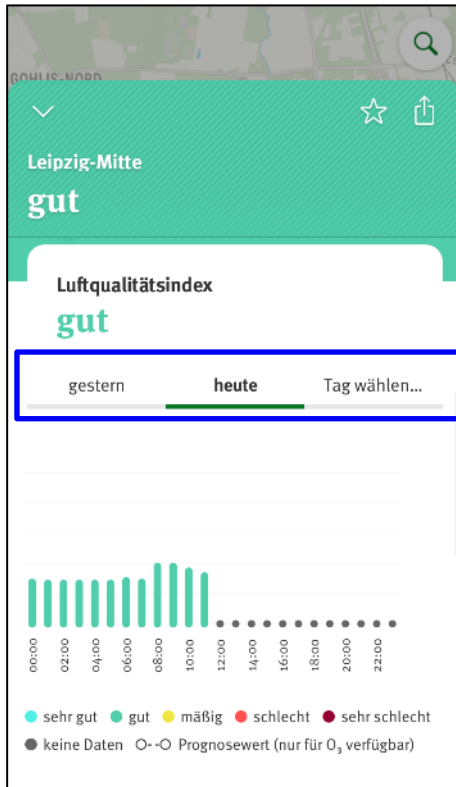 GOHLIS-NORD
Leipzig-Mitte
gut
Luftqualitätsindex
gut
gestern heute Tag wählen...
00:00 02:00 04:00 06:00 08:00 10:00 12:00 14:00 16:00 18:00 20:00 22:00
sehr gut gut mäßig schlecht sehr schlecht
keine Daten O--O Prognosewert (nur für O₃ verfügbar)